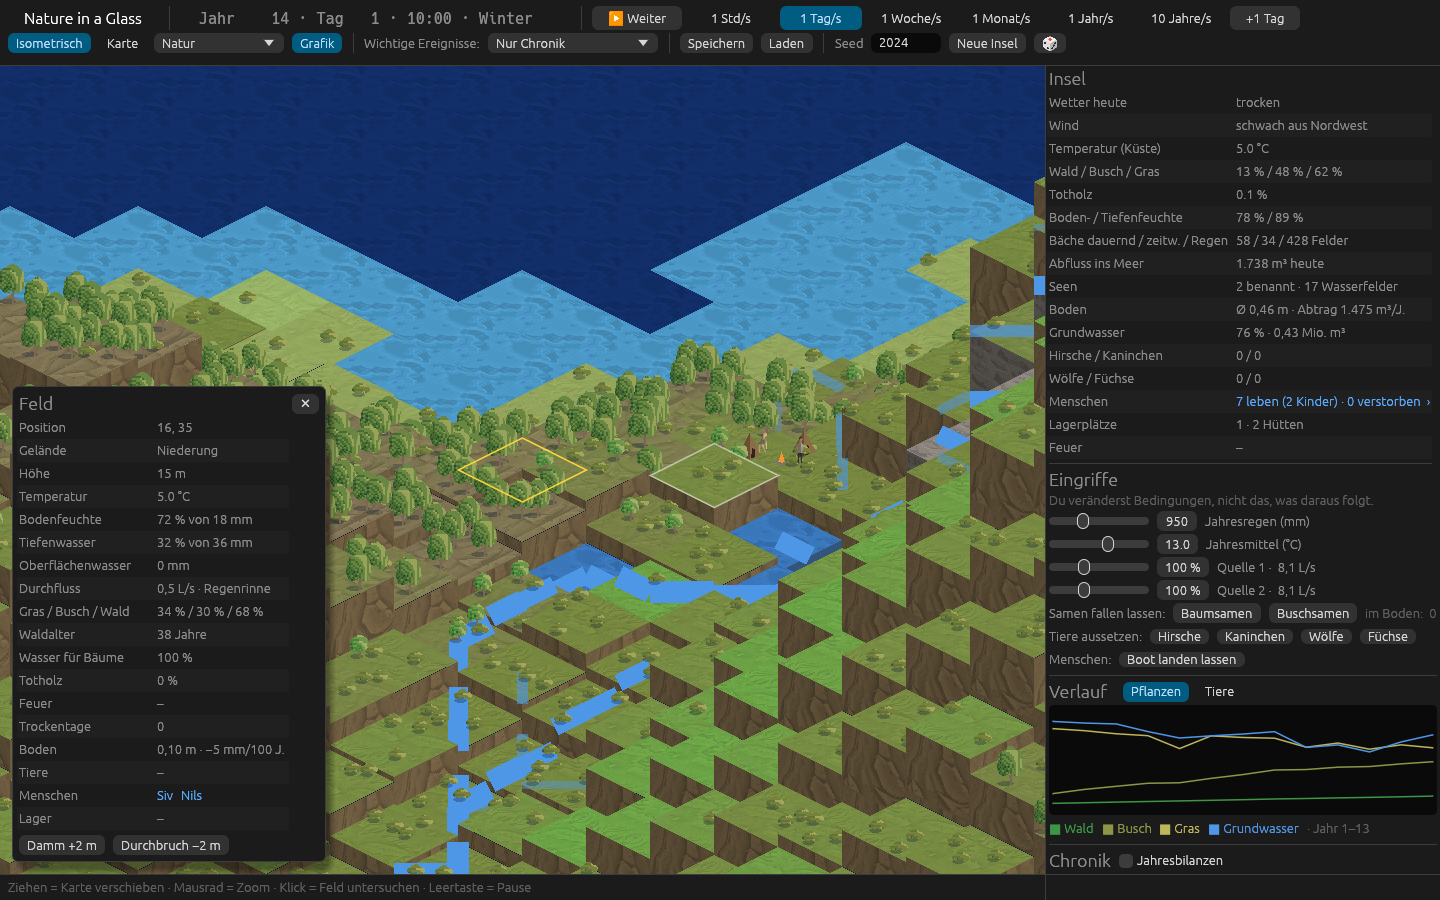 Nature in a Glass
Jahr 14 · Tag 1 · 10:00 · Winter
Weiter 1 Std/s 1 Tag/s 1 Woche/s 1 Monat/s 1 Jahr/s 10 Jahre/s +1 Tag
Isometrisch Karte Natur Grafik Wichtige Ereignisse: Nur Chronik Speichern Laden Seed 2024 Neue Insel
Insel
Wetter heute trocken
Wind schwach aus Nordwest
Temperatur (Küste) 5.0 °C
Wald / Busch / Gras 13 % / 48 % / 62 %
Totholz 0.1 %
Boden- / Tiefenfeuchte 78 % / 89 %
Bäche dauernd / zeitw. / Regen 58 / 34 / 428 Felder
Abfluss ins Meer 1.738 m³ heute
Seen 2 benannt · 17 Wasserfelder
Boden Ø 0,46 m · Abtrag 1.475 m³/J.
Grundwasser 76 % · 0,43 Mio. m³
Hirsche / Kaninchen 0 / 0
Wölfe / Füchse 0 / 0
Menschen 7 leben (2 Kinder) · 0 verstorben ›
Lagerplätze 1 · 2 Hütten
Feuer –
Eingriffe
Du veränderst Bedingungen, nicht das, was daraus folgt.
950 Jahresregen (mm)
13.0 Jahresmittel (°C)
100 % Quelle 1 · 8,1 L/s
100 % Quelle 2 · 8,1 L/s
Samen fallen lassen: Baumsamen Buschsamen im Boden: 0
Tiere aussetzen: Hirsche Kaninchen Wölfe Füchse
Menschen: Boot landen lassen
Verlauf Pflanzen Tiere
Wald Busch Gras Grundwasser · Jahr 1–13
Chronik Jahresbilanzen
Feld ✕
Position 16, 35
Gelände Niederung
Höhe 15 m
Temperatur 5.0 °C
Bodenfeuchte 72 % von 18 mm
Tiefenwasser 32 % von 36 mm
Oberflächenwasser 0 mm
Durchfluss 0,5 L/s · Regenrinne
Gras / Busch / Wald 34 % / 30 % / 68 %
Waldalter 38 Jahre
Wasser für Bäume 100 %
Totholz 0 %
Feuer –
Trockentage 0
Boden 0,10 m · −5 mm/100 J.
Tiere –
Menschen Siv Nils
Lager –
Damm +2 m Durchbruch −2 m
Ziehen = Karte verschieben · Mausrad = Zoom · Klick = Feld untersuchen · Leertaste = Pause